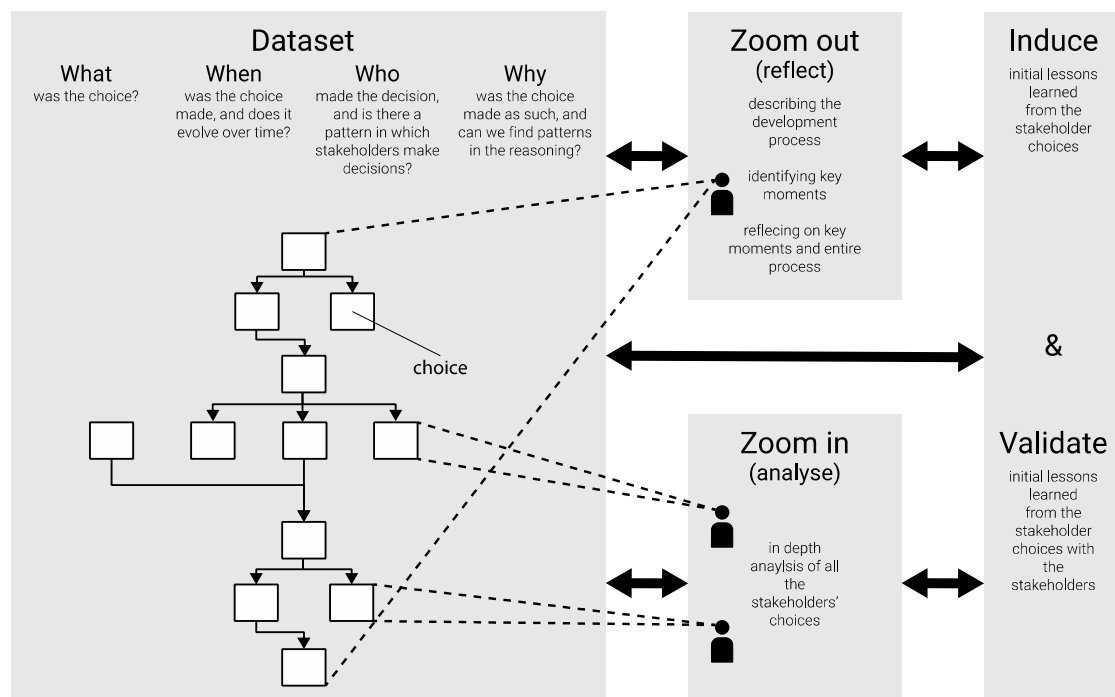 Dataset
What
was the choice?
When
was the choice
made, and does it
evolve over time?
Who
made the decision,
and is there a
pattern in which
stakeholders make
decisions?
Why
was the choice
made as such, and
can we find patterns
in the reasoning?
choice
Zoom out
(reflect)
describing the
development
process
identifying key
moments
reflecing on key
moments and entire
process
Zoom in
(analyse)
in depth
anaylsis of all
the
stakeholders’
choices
Induce
initial lessons
learned
from the
stakeholder
choices
&
Validate
initial lessons
learned
from the
stakeholder
choices with
the
stakeholders